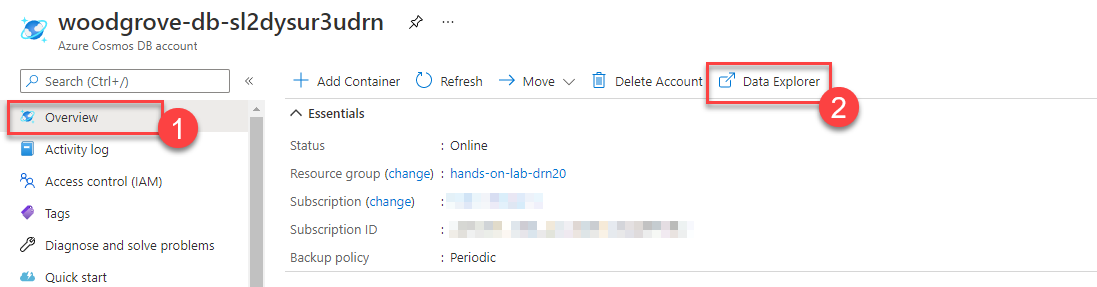 woodgrove-db-sl2dysur3udrn
Azure Cosmos DB account
Search (Ctrl+/)
«
Add Container Refresh Move Delete Account Data Explorer
2
Overview
1
Activity log
Access control (IAM)
Tags
Diagnose and solve problems
Quick start
Essentials
Status : Online
Resource group (change) : hands-on-lab-drn20
Subscription (change) :
Subscription ID :
Backup policy : Periodic